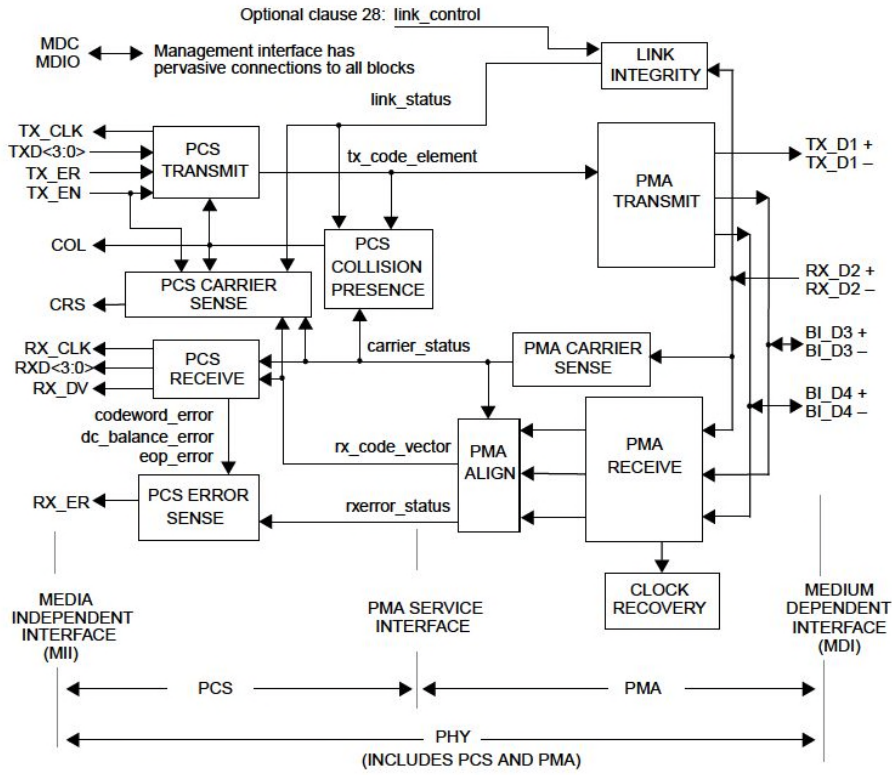 Optional clause 28: link_control
MDC
MDIO
Management interface has
pervasive connections to all blocks
LINK
INTEGRITY
link_status
TX_CLK
TXD<3:0>
TX_ER
TX_EN
PCS
TRANSMIT
tx_code_element
PMA
TRANSMIT
TX_D1 +
TX_D1 –
COL
PCS
COLLISION
PRESENCE
PCS CARRIER
SENSE
CRS
RX_D2 +
RX_D2 –
RX_CLK
RXD<3:0>
RX_DV
PCS
RECEIVE
carrier_status
PMA CARRIER
SENSE
BI_D3 +
BI_D3 –
BI_D4 +
BI_D4 –
codeword_error
dc_balance_error
eop_error
rx_code_vector
PMA
ALIGN
PMA
RECEIVE
RX_ER
PCS ERROR
SENSE
rxerror_status
CLOCK
RECOVERY
MEDIA
INDEPENDENT
INTERFACE
(MII)
PMA SERVICE
INTERFACE
MEDIUM
DEPENDENT
INTERFACE
(MDI)
PCS
PMA
PHY
(INCLUDES PCS AND PMA)